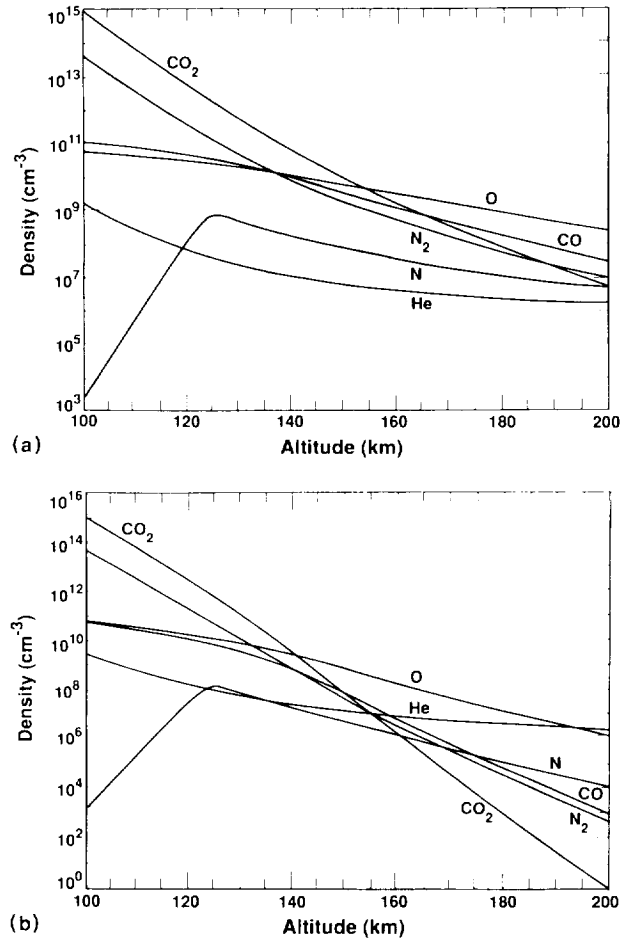 10^15
10^13
10^11
10^9
10^7
10^5
10^3
Density (cm^-3)
CO2
O
CO
N2
N
He
100 120 140 160 180 200
Altitude (km)
(a)
10^16
10^14
10^12
10^10
10^8
10^6
10^4
10^2
10^0
Density (cm^-3)
CO2
O
He
N
CO
N2
CO2
100 120 140 160 180 200
Altitude (km)
(b)